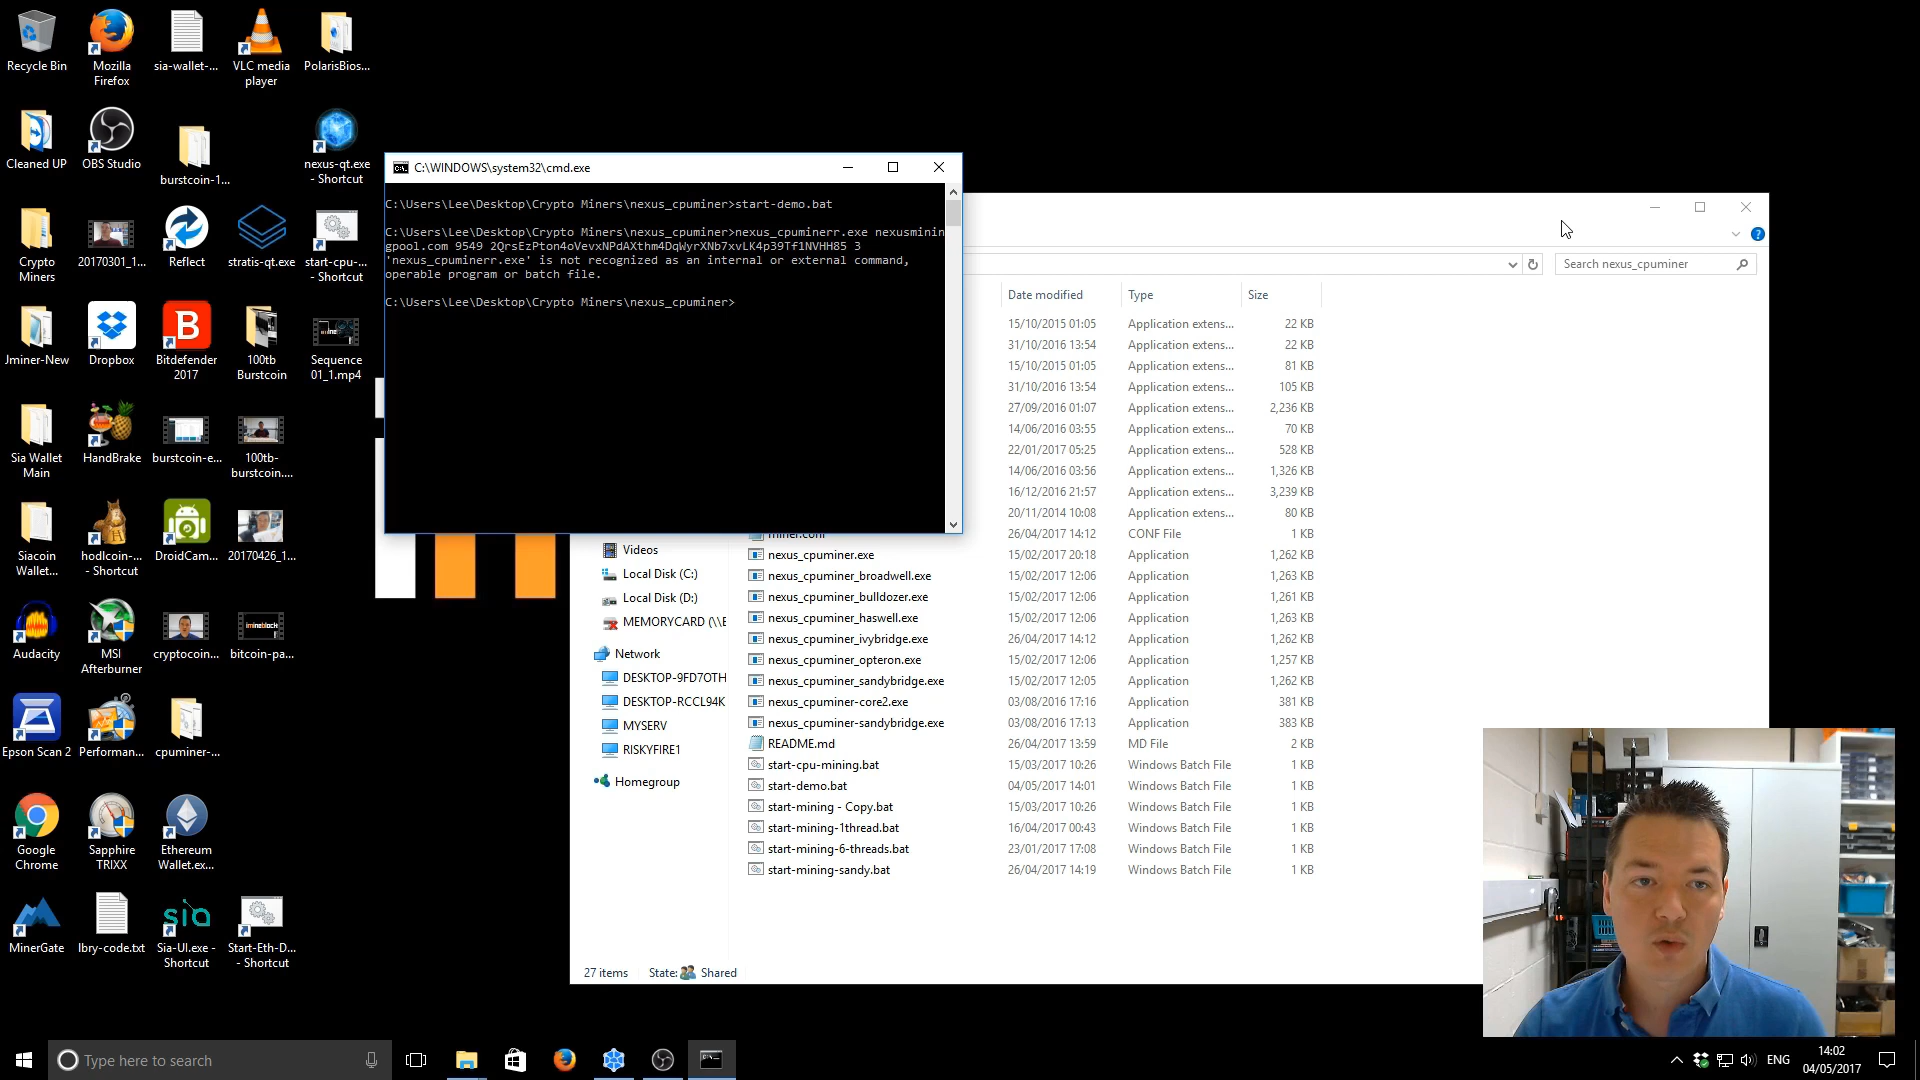 Recycle Bin
Mozilla Firefox
sia-wallet-...
VLC media player
PolarisBios...
Cleaned UP
OBS Studio
burstcoin-1...
nexus-qt.exe - Shortcut
Crypto Miners
20170301_1...
Reflect
stratis-qt.exe
start-cpu-... - Shortcut
Jminer-New
Dropbox
Bitdefender 2017
100tb Burstcoin
Sequence 01_1.mp4
Sia Wallet Main
HandBrake
burstcoin-e...
100tb-burstcoin....
Siacoin Wallet...
hodlcoin-... - Shortcut
DroidCam...
20170426_1...
Audacity
MSI Afterburner
cryptocoin...
bitcoin-pa...
Epson Scan 2
Performan...
cpuminer-...
Google Chrome
Sapphire TRIXX
Ethereum Wallet.ex...
MinerGate
lbry-code.txt
Sia-UI.exe - Shortcut
Start-Eth-D... - Shortcut
C:\WINDOWS\system32\cmd.exe
C:\Users\Lee\Desktop\Crypto Miners\nexus_cpuminer>start-demo.bat
C:\Users\Lee\Desktop\Crypto Miners\nexus_cpuminer>nexus_cpuminerr.exe nexusminin
gpool.com 9549 2QrsEzPton4oVevxNPdAXthm4DqWyrXNb7xvLK4p39Tf1NVHH85 3
'nexus_cpuminerr.exe' is not recognized as an internal or external command,
operable program or batch file.
C:\Users\Lee\Desktop\Crypto Miners\nexus_cpuminer>
Search nexus_cpuminer
Date modified Type Size
15/10/2015 01:05 Application extens... 22 KB
31/10/2016 13:54 Application extens... 22 KB
15/10/2015 01:05 Application extens... 81 KB
31/10/2016 13:54 Application extens... 105 KB
27/09/2016 01:07 Application extens... 2,236 KB
14/06/2016 03:55 Application extens... 70 KB
22/01/2017 05:25 Application extens... 528 KB
14/06/2016 03:56 Application extens... 1,326 KB
16/12/2016 21:57 Application extens... 3,239 KB
20/11/2014 10:08 Application extens... 80 KB
miner.conf 26/04/2017 14:12 CONF File 1 KB
nexus_cpuminer.exe 15/02/2017 20:18 Application 1,262 KB
nexus_cpuminer_broadwell.exe 15/02/2017 12:06 Application 1,263 KB
nexus_cpuminer_bulldozer.exe 15/02/2017 12:06 Application 1,261 KB
nexus_cpuminer_haswell.exe 15/02/2017 12:06 Application 1,263 KB
nexus_cpuminer_ivybridge.exe 26/04/2017 14:12 Application 1,262 KB
nexus_cpuminer_opteron.exe 15/02/2017 12:06 Application 1,257 KB
nexus_cpuminer_sandybridge.exe 15/02/2017 12:05 Application 1,262 KB
nexus_cpuminer-core2.exe 03/08/2016 17:16 Application 381 KB
nexus_cpuminer-sandybridge.exe 03/08/2016 17:13 Application 383 KB
README.md 26/04/2017 13:59 MD File 2 KB
start-cpu-mining.bat 15/03/2017 10:26 Windows Batch File 1 KB
start-demo.bat 04/05/2017 14:01 Windows Batch File 1 KB
start-mining - Copy.bat 15/03/2017 10:26 Windows Batch File 1 KB
start-mining-1thread.bat 16/04/2017 00:43 Windows Batch File 1 KB
start-mining-6-threads.bat 23/01/2017 17:08 Windows Batch File 1 KB
start-mining-sandy.bat 26/04/2017 14:19 Windows Batch File 1 KB
Videos
Local Disk (C:)
Local Disk (D:)
MEMORYCARD (\\E
Network
DESKTOP-9FD7OTH
DESKTOP-RCCL94K
MYSERV
RISKYFIRE1
Homegroup
27 items State: Shared
Type here to search
ENG
14:02
04/05/2017